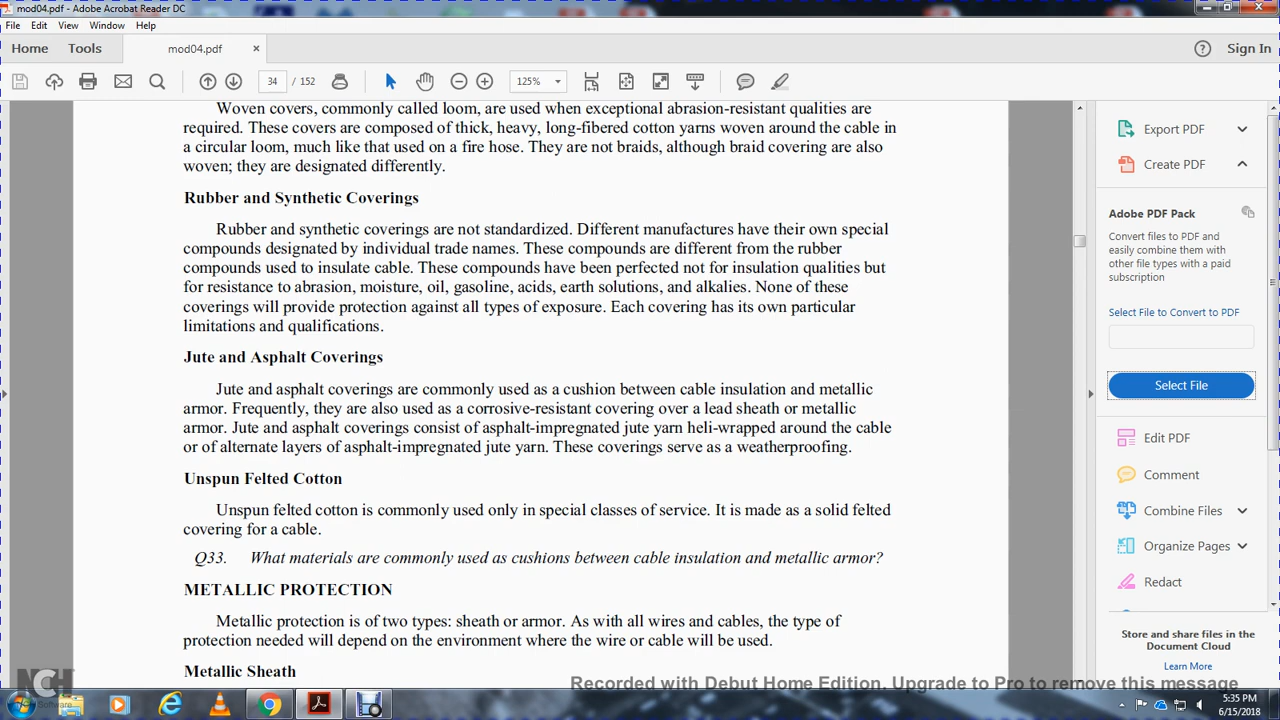 mod04.pdf - Adobe Acrobat Reader DC
File Edit View Window Help
Home Tools mod04.pdf × Sign In
34 / 152 125%
Woven covers, commonly called loom, are used when exceptional abrasion-resistant qualities are
required. These covers are composed of thick, heavy, long-fibered cotton yarns woven around the cable in
a circular loom, much like that used on a fire hose. They are not braids, although braid covering are also
woven; they are designated differently.
Rubber and Synthetic Coverings
Rubber and synthetic coverings are not standardized. Different manufactures have their own special
compounds designated by individual trade names. These compounds are different from the rubber
compounds used to insulate cable. These compounds have been perfected not for insulation qualities but
for resistance to abrasion, moisture, oil, gasoline, acids, earth solutions, and alkalies. None of these
coverings will provide protection against all types of exposure. Each covering has its own particular
limitations and qualifications.
Jute and Asphalt Coverings
Jute and asphalt coverings are commonly used as a cushion between cable insulation and metallic
armor. Frequently, they are also used as a corrosive-resistant covering over a lead sheath or metallic
armor. Jute and asphalt coverings consist of asphalt-impregnated jute yarn heli-wrapped around the cable
or of alternate layers of asphalt-impregnated jute yarn. These coverings serve as a weatherproofing.
Unspun Felted Cotton
Unspun felted cotton is commonly used only in special classes of service. It is made as a solid felted
covering for a cable.
Q33. What materials are commonly used as cushions between cable insulation and metallic armor?
METALLIC PROTECTION
Metallic protection is of two types: sheath or armor. As with all wires and cables, the type of
protection needed will depend on the environment where the wire or cable will be used.
Metallic Sheath
Export PDF
Create PDF
Adobe PDF Pack
Convert files to PDF and
easily combine them with
other file types with a paid
subscription
Select File to Convert to PDF
Select File
Edit PDF
Comment
Combine Files
Organize Pages
Redact
Store and share files in the
Document Cloud
Learn More
NCH
Software
Recorded with Debut Home Edition. Upgrade to Pro to remove this message
5:35 PM
6/15/2018